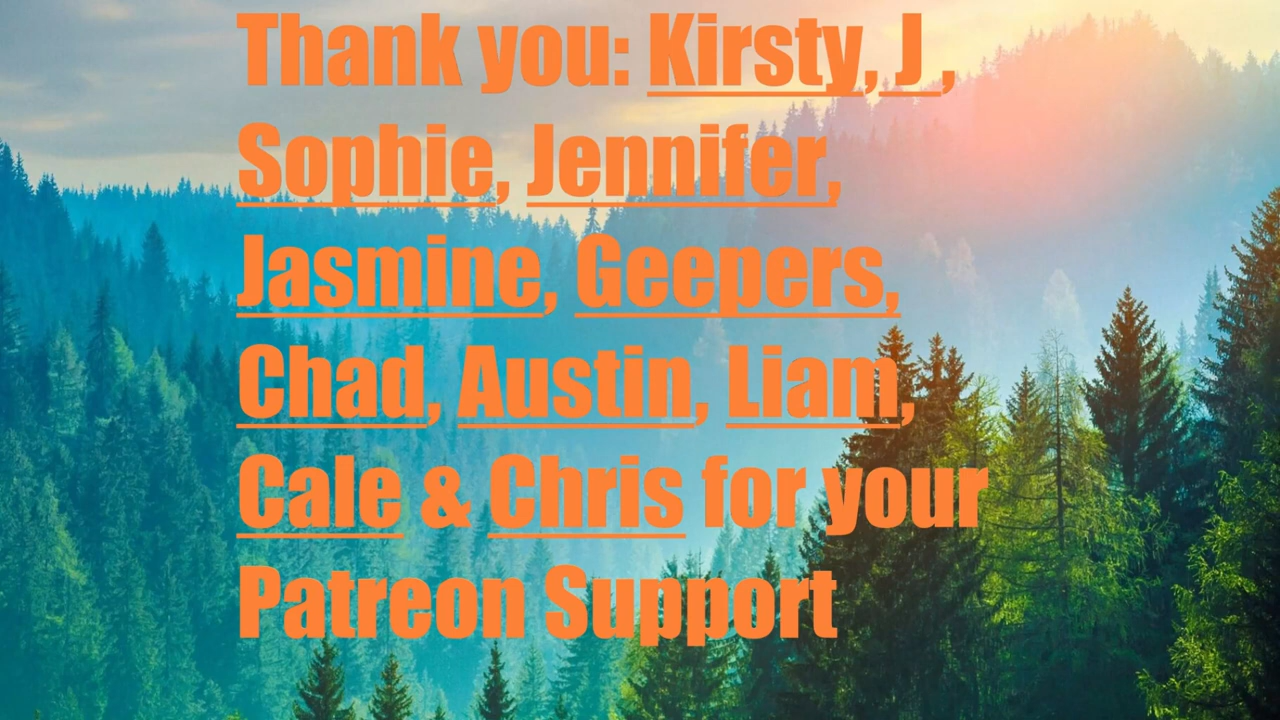 Thank you: Kirsty, J ,
Sophie, Jennifer,
Jasmine, Geepers,
Chad, Austin, Liam,
Cale & Chris for your
Patreon Support